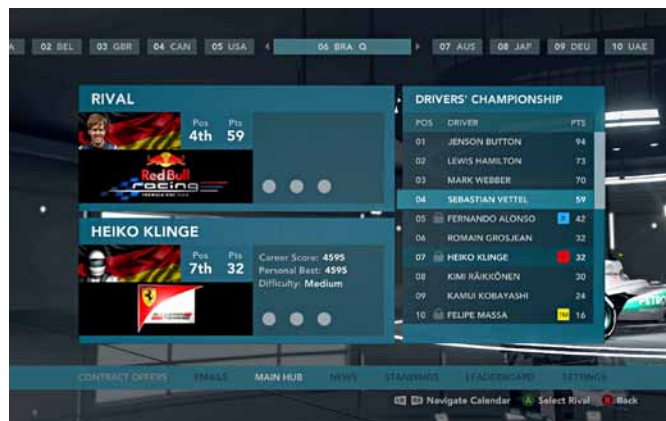 A 02 BEL 03 GBR 04 CAN 05 USA 06 BRA Q 07 AUS 08 JAP 09 DEU 10 UAE
RIVAL
Pos Pts
4th 59
Red Bull
racing
FORMULA ONE TEAM
HEIKO KLINGE
Pos Pts
7th 32
Career Score: 4595
Personal Best: 4595
Difficulty: Medium
DRIVERS' CHAMPIONSHIP
POS DRIVER PTS
01 JENSON BUTTON 94
02 LEWIS HAMILTON 73
03 MARK WEBBER 70
04 SEBASTIAN VETTEL 59
05 FERNANDO ALONSO R 42
06 ROMAIN GROSJEAN 32
07 HEIKO KLINGE 32
08 KIMI RÄIKKÖNEN 30
09 KAMUI KOBAYASHI 24
10 FELIPE MASSA TM 16
CONTRACT OFFERS EMAILS MAIN HUB NEWS STANDINGS LEADERBOARD SETTINGS
Navigate Calendar A Select Rival B Back